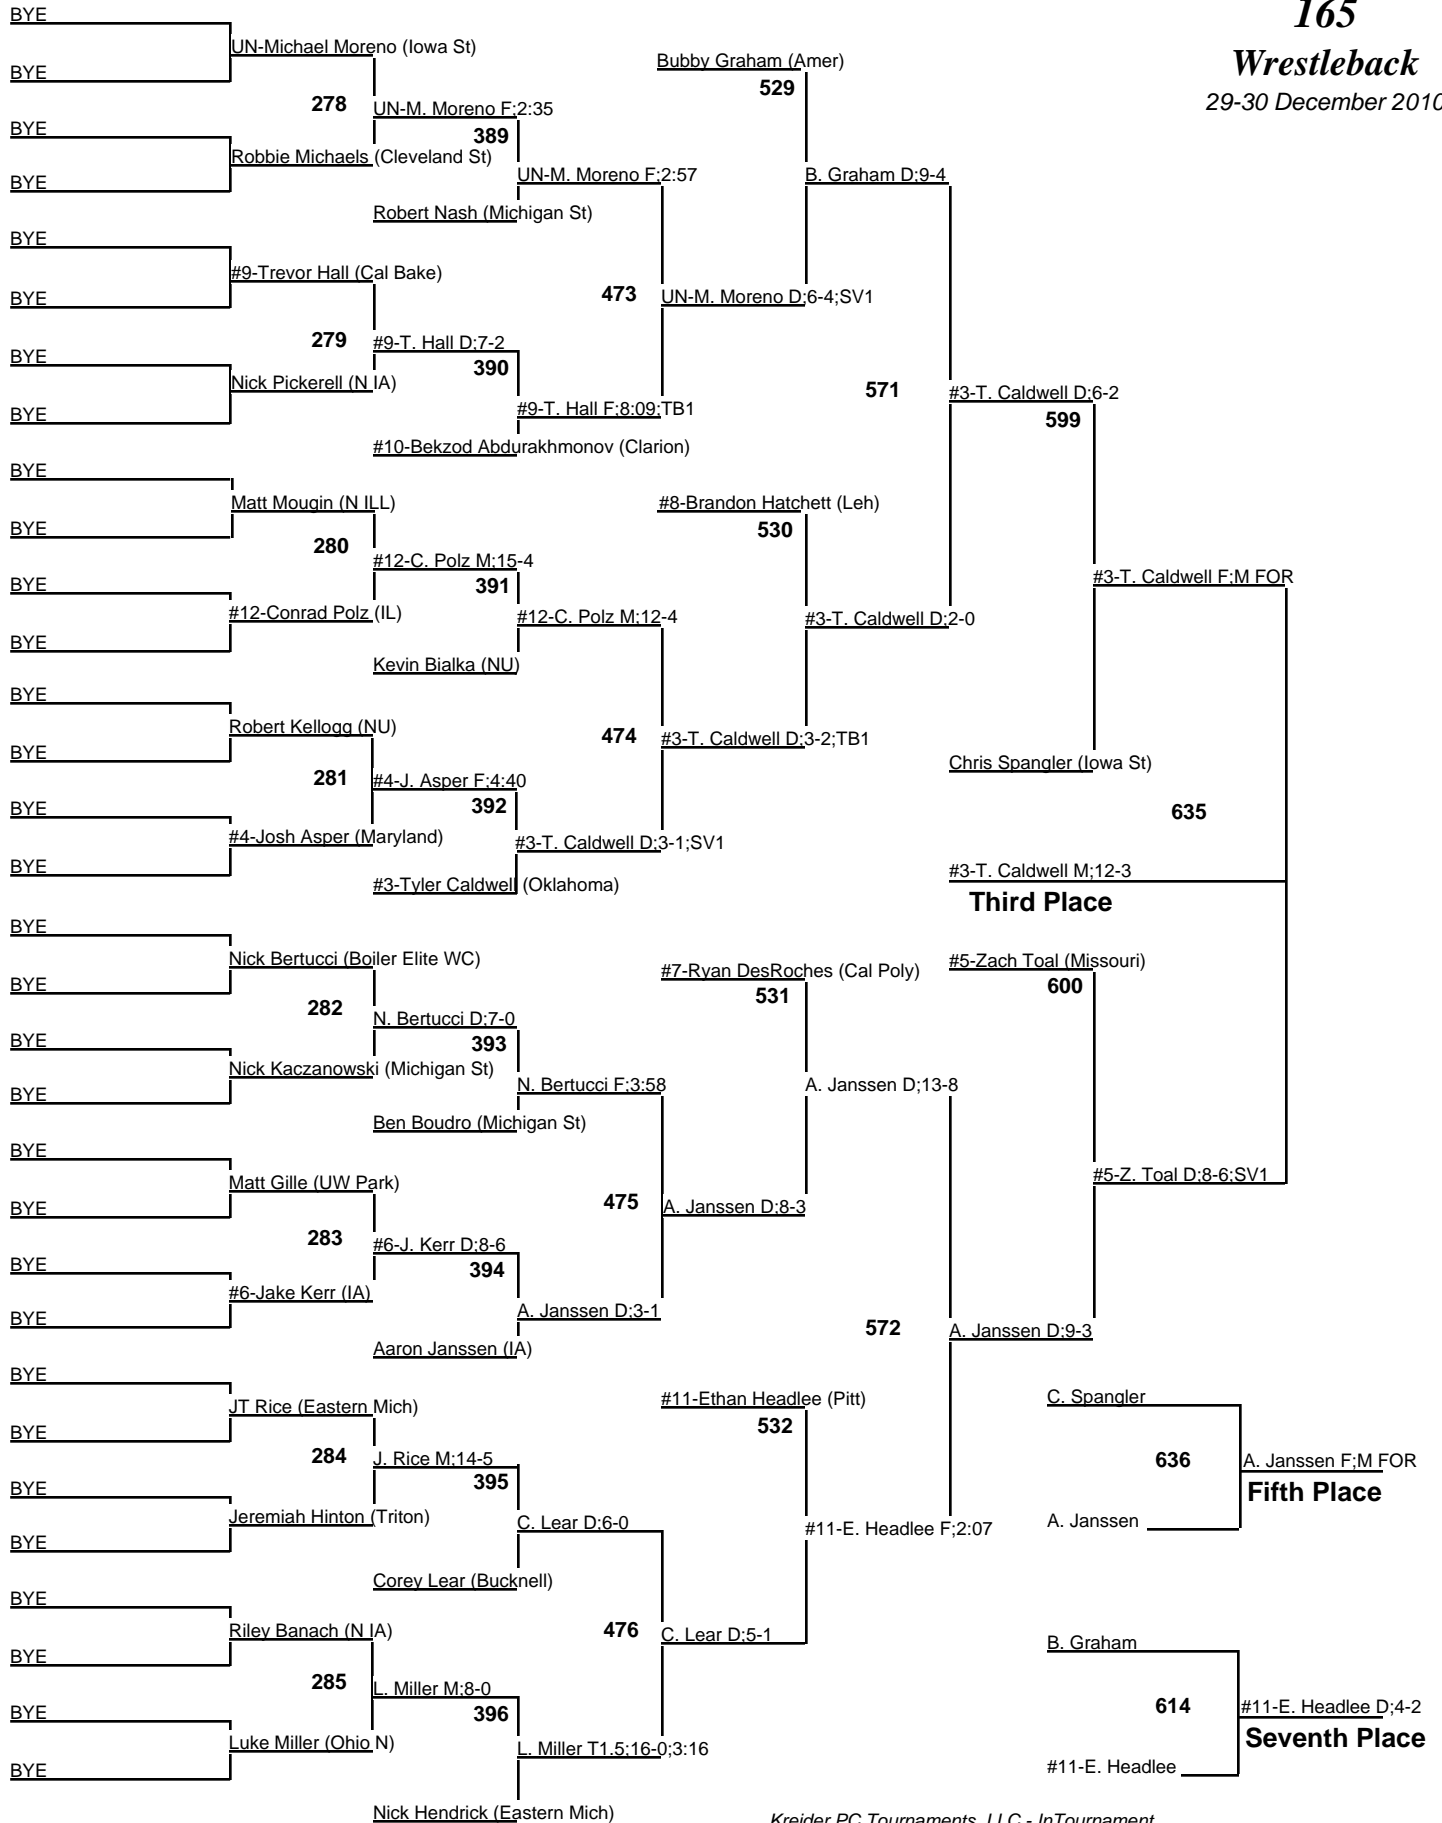 165
Wrestleback
29-30 December 2010
BYE
UN-Michael Moreno (Iowa St)
BYE
Bubby Graham (Amer)
529
278
UN-M. Moreno F;2:35
BYE
389
Robbie Michaels (Cleveland St)
BYE
UN-M. Moreno F;2:57
B. Graham D;9-4
Robert Nash (Michigan St)
BYE
#9-Trevor Hall (Cal Bake)
BYE
473
UN-M. Moreno D;6-4;SV1
279
#9-T. Hall D;7-2
BYE
390
Nick Pickerell (N IA)
571
#3-T. Caldwell D;6-2
BYE
#9-T. Hall F;8:09;TB1
599
#10-Bekzod Abdurakhmonov (Clarion)
BYE
Matt Mougin (N ILL)
#8-Brandon Hatchett (Leh)
BYE
530
280
#12-C. Polz M;15-4
#3-T. Caldwell F;M FOR
BYE
391
#12-Conrad Polz (IL)
#12-C. Polz M;12-4
#3-T. Caldwell D;2-0
BYE
Kevin Bialka (NU)
BYE
Robert Kellogg (NU)
474
#3-T. Caldwell D;3-2;TB1
BYE
Chris Spangler (Iowa St)
281
#4-J. Asper F;4:40
BYE
392
635
#4-Josh Asper (Maryland)
#3-T. Caldwell D;3-1;SV1
BYE
#3-T. Caldwell M;12-3
#3-Tyler Caldwell (Oklahoma)
Third Place
BYE
Nick Bertucci (Boiler Elite WC)
#7-Ryan DesRoches (Cal Poly)
#5-Zach Toal (Missouri)
BYE
531
600
282
N. Bertucci D;7-0
BYE
393
Nick Kaczanowski (Michigan St)
N. Bertucci F;3:58
A. Janssen D;13-8
BYE
Ben Boudro (Michigan St)
BYE
Matt Gille (UW Park)
#5-Z. Toal D;8-6;SV1
BYE
475
A. Janssen D;8-3
283
#6-J. Kerr D;8-6
BYE
394
#6-Jake Kerr (IA)
BYE
A. Janssen D;3-1
572
A. Janssen D;9-3
Aaron Janssen (IA)
BYE
JT Rice (Eastern Mich)
#11-Ethan Headlee (Pitt)
C. Spangler
BYE
532
284
J. Rice M;14-5
636
A. Janssen F;M FOR
BYE
395
Fifth Place
Jeremiah Hinton (Triton)
C. Lear D;6-0
#11-E. Headlee F;2:07
A. Janssen
BYE
Corey Lear (Bucknell)
BYE
Riley Banach (N IA)
476
C. Lear D;5-1
B. Graham
BYE
285
L. Miller M;8-0
BYE
396
614
#11-E. Headlee D;4-2
Luke Miller (Ohio N)
L. Miller T1.5;16-0;3:16
Seventh Place
BYE
#11-E. Headlee
Nick Hendrick (Eastern Mich)
Kreider PC Tournaments, LLC - InTournament